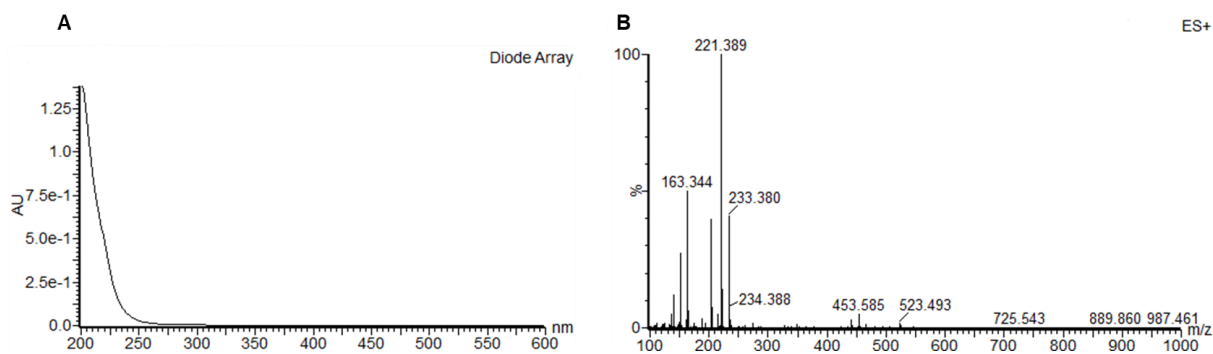 A
Diode Array
1.25
1.0
7.5e-1
5.0e-1
2.5e-1
0.0
AU
200 250 300 350 400 450 500 550 600
nm
B
ES+
100
%
0
221.389
163.344
233.380
234.388
453.585
523.493
725.543
889.860
987.461
100 200 300 400 500 600 700 800 900 1000
m/z